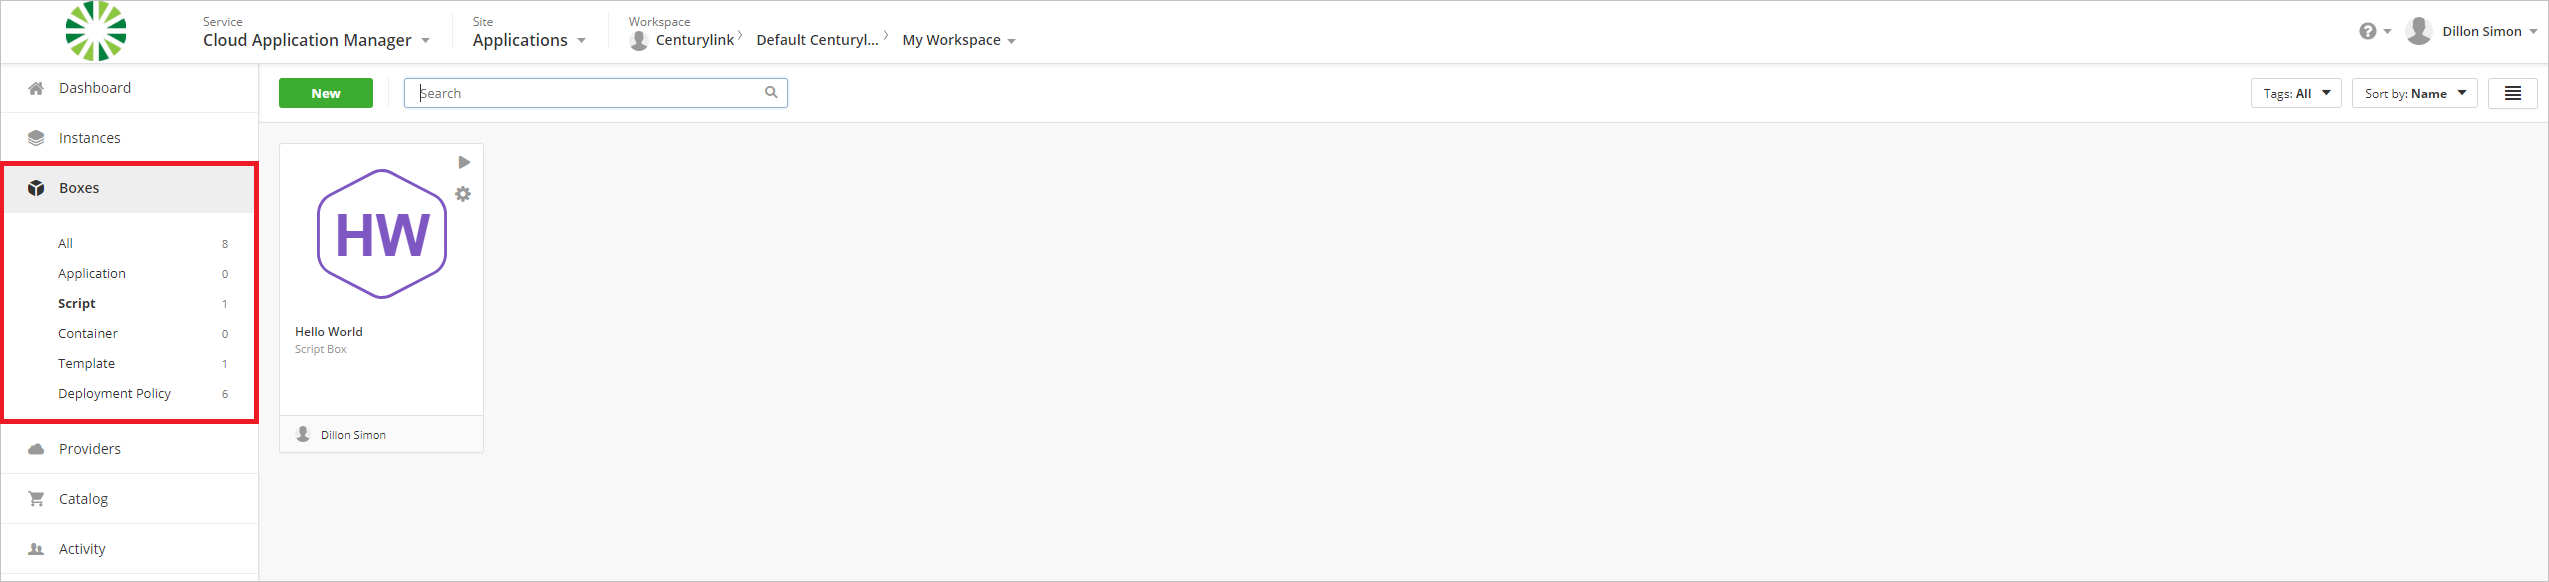 Service
Cloud Application Manager
Site
Applications
Workspace
Centurylink
Default Centuryl...
My Workspace
?
Dillon Simon
Dashboard
Instances
Boxes
All 8
Application 0
Script 1
Container 0
Template 1
Deployment Policy 6
Providers
Catalog
Activity
New
Search
Tags: All
Sort by: Name
HW
Hello World
Script Box
Dillon Simon